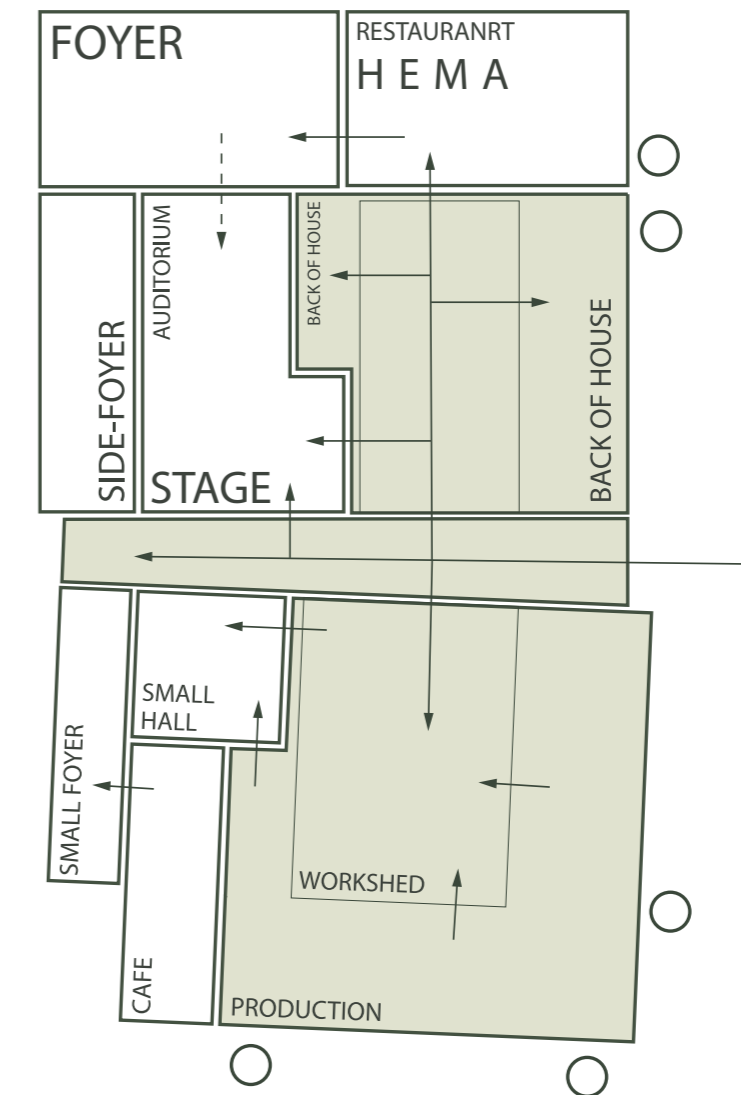 FOYER
RESTAURANRT
H E M A
SIDE-FOYER
AUDITORIUM
STAGE
BACK OF HOUSE
BACK OF HOUSE
SMALL FOYER
SMALL
HALL
CAFE
WORKSHED
PRODUCTION